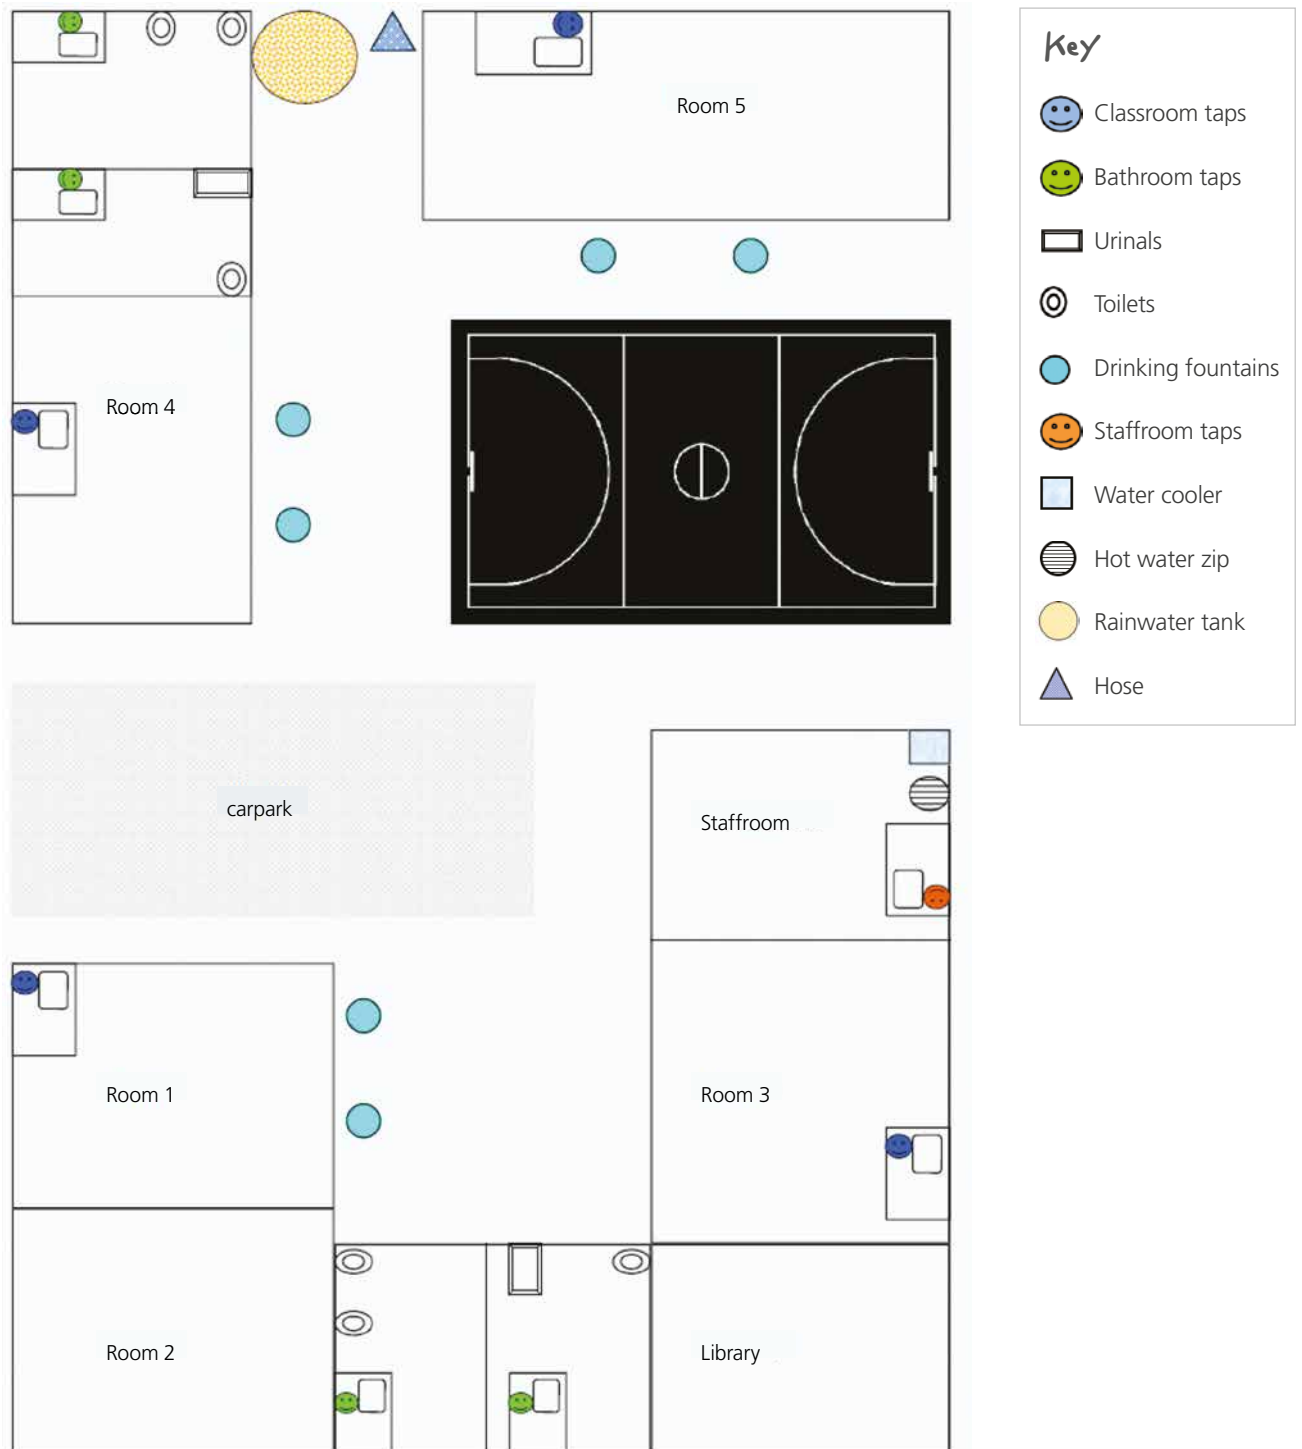 Room 5
Room 4
carpark
Staffroom
Room 1
Room 3
Room 2
Library
Key
Classroom taps
Bathroom taps
Urinals
Toilets
Drinking fountains
Staffroom taps
Water cooler
Hot water zip
Rainwater tank
Hose